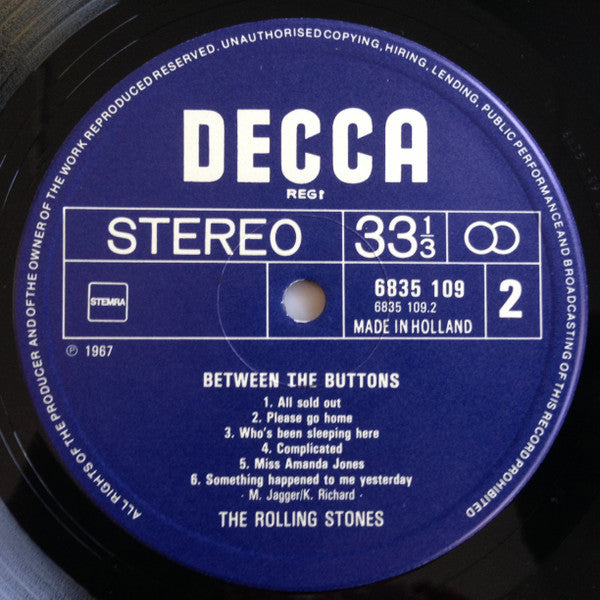 ALL RIGHTS OF THE PRODUCER AND OF THE OWNER OF THE WORK REPRODUCED RESERVED. UNAUTHORISED COPYING, HIRING, LENDING, PUBLIC PERFORMANCE AND BROADCASTING OF THIS RECORD PROHIBITED
DECCA
STEREO
33 1/3
STEMRA
6835 109
6835 109.2
MADE IN HOLLAND
2
℗ 1967
BETWEEN THE BUTTONS
1. All sold out
2. Please go home
3. Who's been sleeping here
4. Complicated
5. Miss Amanda Jones
6. Something happened to me yesterday
- M. Jagger/K. Richard -
THE ROLLING STONES